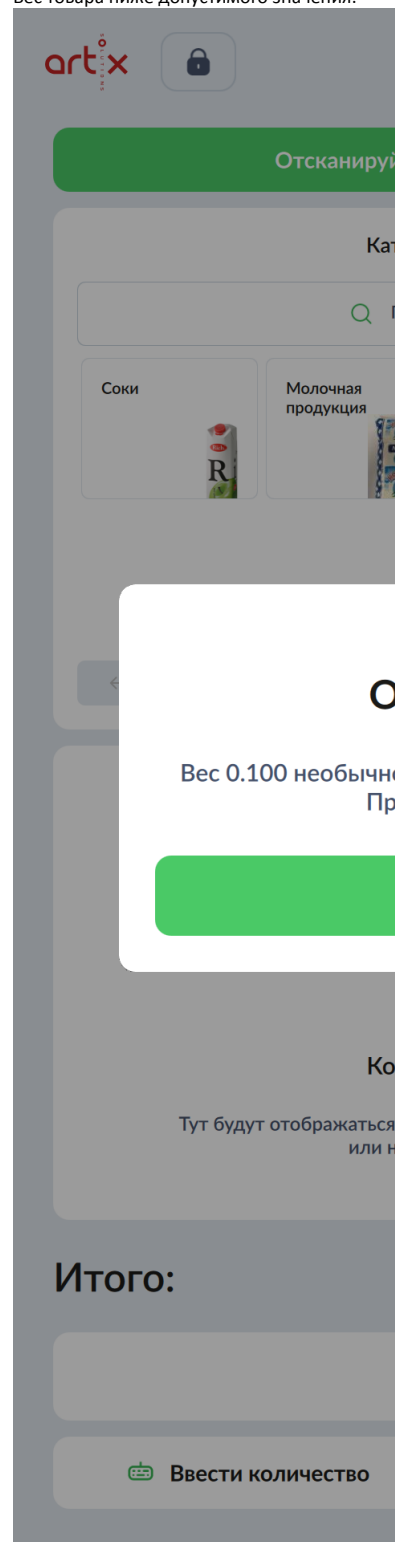 Вес товара ниже допустимого значения:
artix
Отсканируй
Кат
Соки
Молочная
продукция
R
О
Вес 0.100 необычно
Пр
Ко
Тут будут отображаться
или н
Итого:
Ввести количество